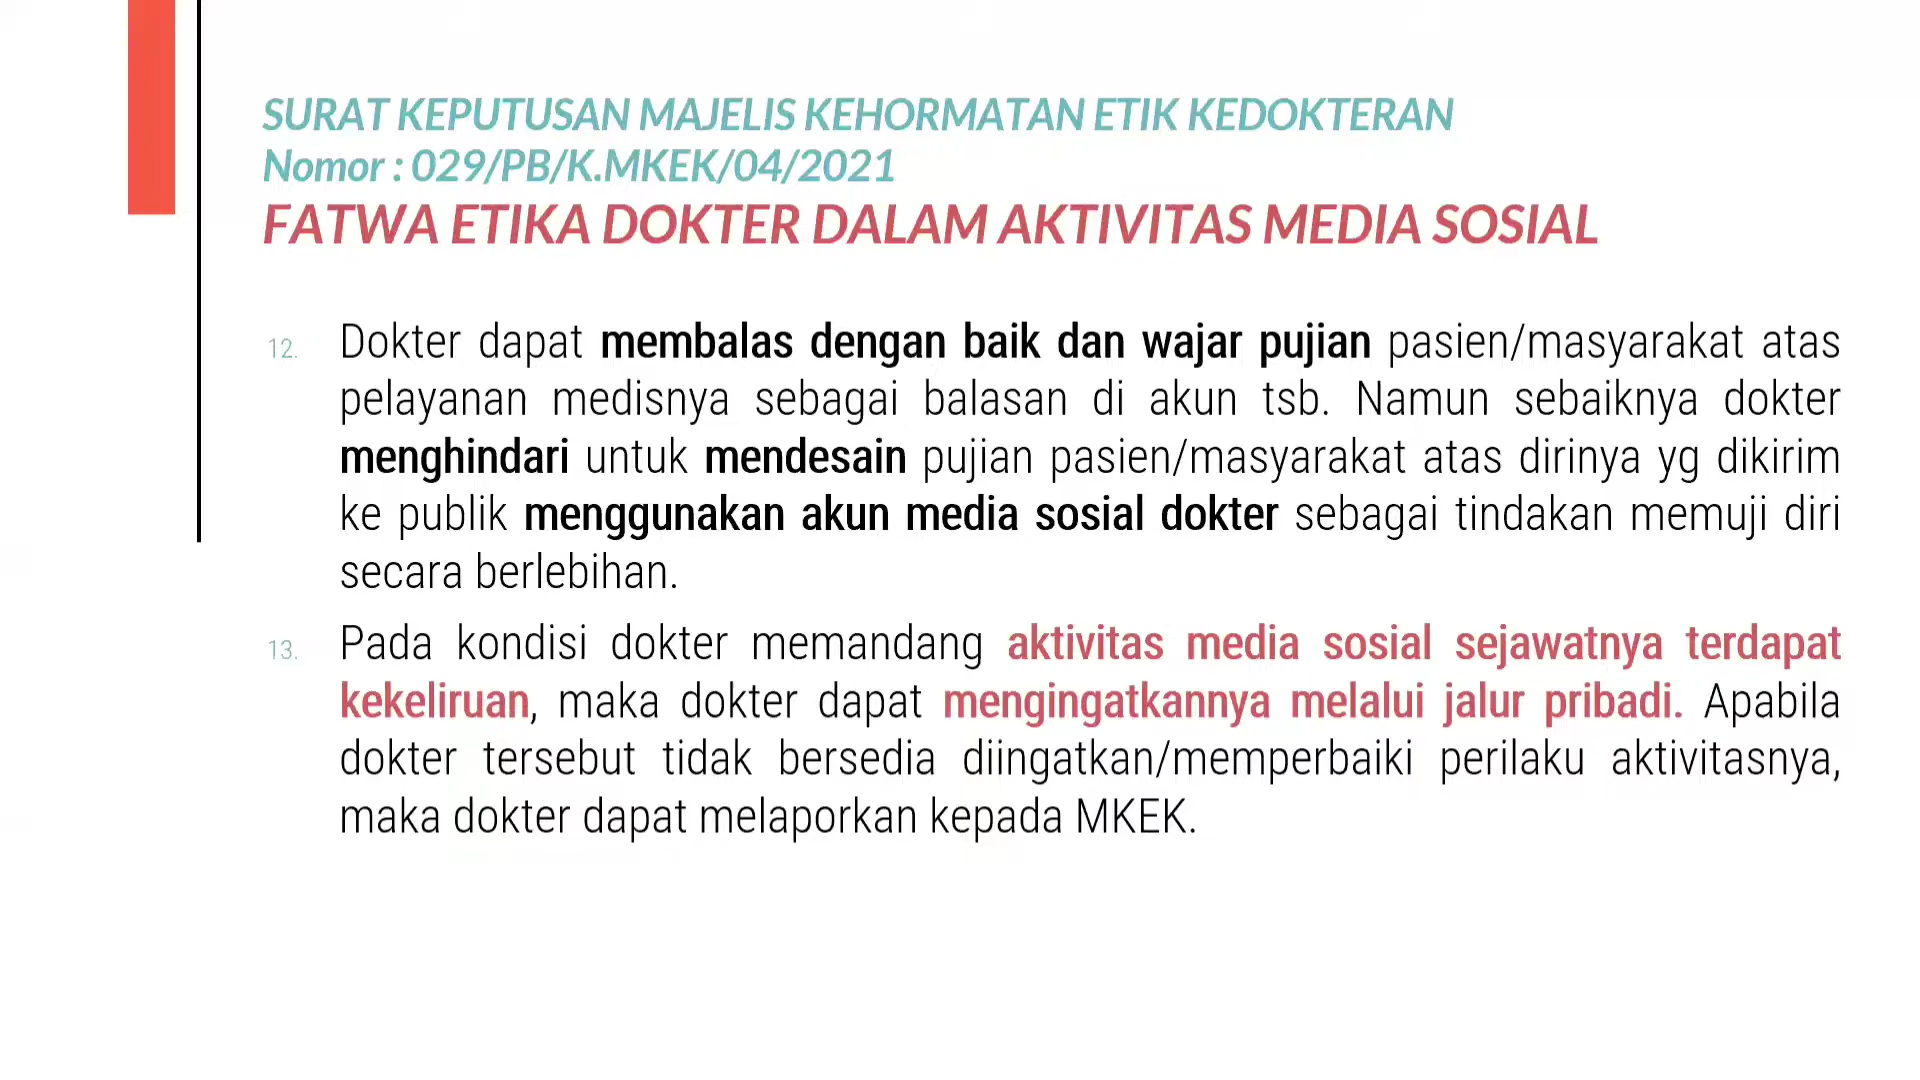 SURAT KEPUTUSAN MAJELIS KEHORMATAN ETIK KEDOKTERAN
Nomor : 029/PB/K.MKEK/04/2021
FATWA ETIKA DOKTER DALAM AKTIVITAS MEDIA SOSIAL
12. Dokter dapat membalas dengan baik dan wajar pujian pasien/masyarakat atas
pelayanan medisnya sebagai balasan di akun tsb. Namun sebaiknya dokter
menghindari untuk mendesain pujian pasien/masyarakat atas dirinya yg dikirim
ke publik menggunakan akun media sosial dokter sebagai tindakan memuji diri
secara berlebihan.
13. Pada kondisi dokter memandang aktivitas media sosial sejawatnya terdapat
kekeliruan, maka dokter dapat mengingatkannya melalui jalur pribadi. Apabila
dokter tersebut tidak bersedia diingatkan/memperbaiki perilaku aktivitasnya,
maka dokter dapat melaporkan kepada MKEK.